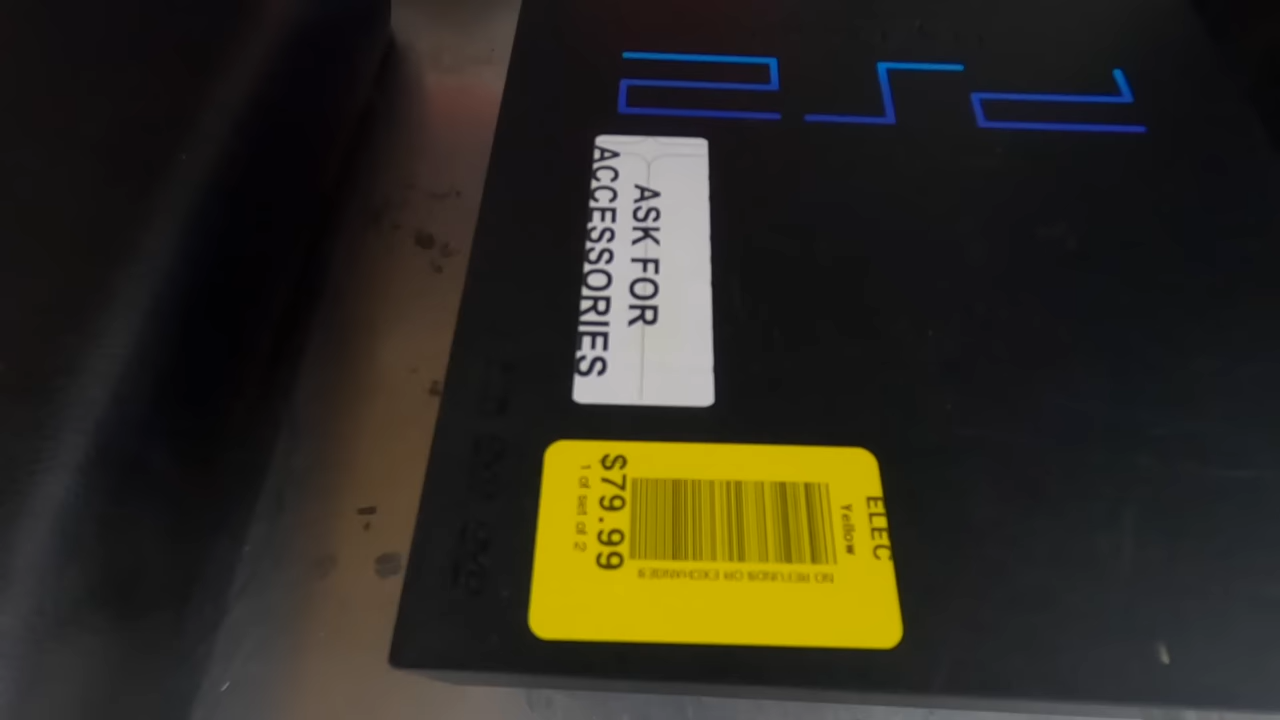 PS2
ASK FOR
ACCESSORIES
ELEC
Yellow
NO REFUNDS OR EXCHANGES
$79.99
1 of set of 2